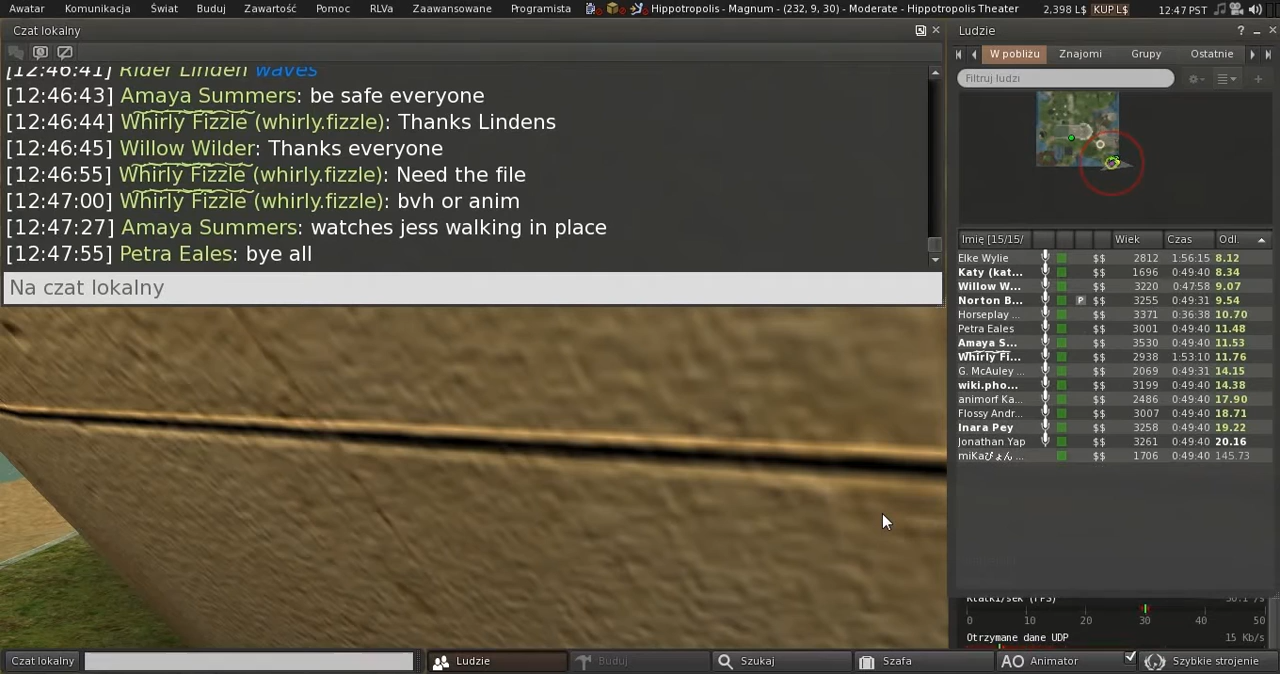 Awatar Komunikacja Świat Buduj Zawartość Pomoc RLVa Zaawansowane Programista Hippotropolis - Magnum - (232, 9, 30) - Moderate - Hippotropolis Theater 2,398 L$ KUP L$ 12:47 PST
Czat lokalny
[12:46:41] Rider Linden waves
[12:46:43] Amaya Summers: be safe everyone
[12:46:44] Whirly Fizzle (whirly.fizzle): Thanks Lindens
[12:46:45] Willow Wilder: Thanks everyone
[12:46:55] Whirly Fizzle (whirly.fizzle): Need the file
[12:47:00] Whirly Fizzle (whirly.fizzle): bvh or anim
[12:47:27] Amaya Summers: watches jess walking in place
[12:47:55] Petra Eales: bye all
Na czat lokalny
Ludzie
W pobliżu Znajomi Grupy Ostatnie
Filtruj ludzi
Imię [15/15/ Wiek Czas Odl.
Elke Wylie $$ 2812 1:56:15 8.12
Katy (kat... $$ 1696 0:49:40 8.34
Willow W... $$ 3220 0:47:58 9.07
Norton B... P $$ 3255 0:49:31 9.54
Horseplay ... $$ 3371 0:36:38 10.70
Petra Eales $$ 3001 0:49:40 11.48
Amaya S... $$ 3530 0:49:40 11.53
Whirly Fi... $$ 2938 1:53:10 11.76
G. McAuley ... $$ 2069 0:49:31 14.15
wiki.pho... $$ 3199 0:49:40 14.38
animorf Ka... $$ 2486 0:49:40 17.90
Flossy Andr... $$ 3007 0:49:40 18.71
Inara Pey $$ 3258 0:49:40 19.22
Jonathan Yap $$ 3261 0:49:40 20.16
miKaぴょん ... $$ 1706 0:49:40 145.73
Klatki/sek (FPS) 30.1 /s
0 10 20 30 40 50
Otrzymane dane UDP 15 Kb/s
Czat lokalny Ludzie Buduj Szukaj Szafa AO Animator Szybkie strojenie